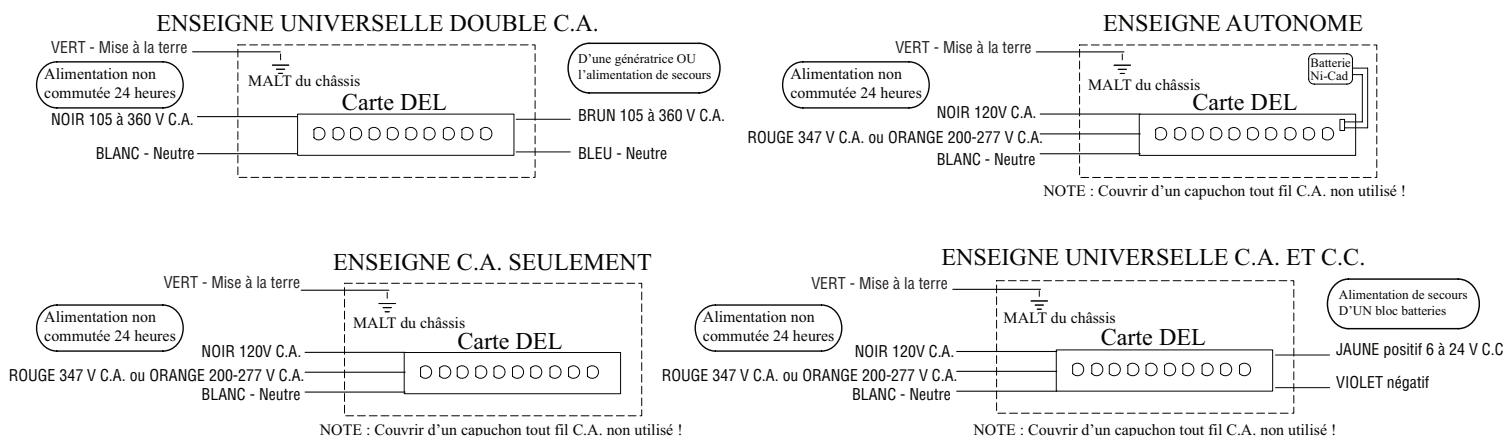 ENSEIGNE UNIVERSELLE DOUBLE C.A.
VERT - Mise à la terre
Alimentation non
commutée 24 heures
MALT du châssis
D'une génératrice OU
l'alimentation de secours
Carte DEL
NOIR 105 à 360 V C.A.
BRUN 105 à 360 V C.A.
BLANC - Neutre
BLEU - Neutre
ENSEIGNE AUTONOME
VERT - Mise à la terre
Alimentation non
commutée 24 heures
MALT du châssis
Batterie
Ni-Cad
Carte DEL
NOIR 120V C.A.
ROUGE 347 V C.A. ou ORANGE 200-277 V C.A.
BLANC - Neutre
NOTE : Couvrir d'un capuchon tout fil C.A. non utilisé !
ENSEIGNE C.A. SEULEMENT
VERT - Mise à la terre
Alimentation non
commutée 24 heures
MALT du châssis
Carte DEL
NOIR 120V C.A.
ROUGE 347 V C.A. ou ORANGE 200-277 V C.A.
BLANC - Neutre
NOTE : Couvrir d'un capuchon tout fil C.A. non utilisé !
ENSEIGNE UNIVERSELLE C.A. ET C.C.
VERT - Mise à la terre
Alimentation non
commutée 24 heures
MALT du châssis
Alimentation de secours
D'UN bloc batteries
Carte DEL
NOIR 120V C.A.
ROUGE 347 V C.A. ou ORANGE 200-277 V C.A.
BLANC - Neutre
JAUNE positif 6 à 24 V C.C
VIOLET négatif
NOTE : Couvrir d'un capuchon tout fil C.A. non utilisé !